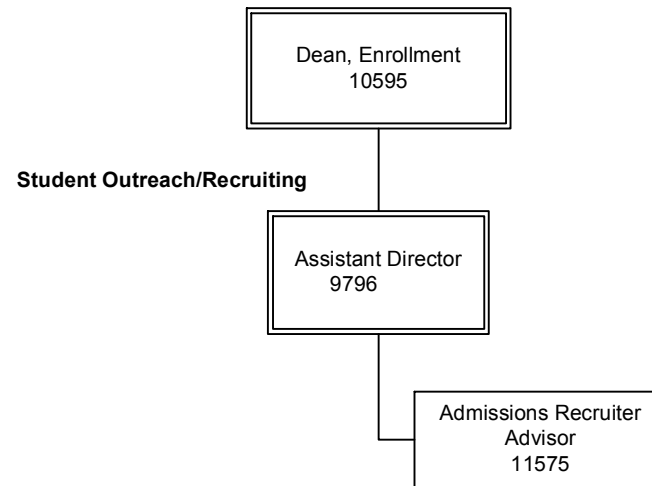 Dean, Enrollment
10595
Student Outreach/Recruiting
Assistant Director
9796
Admissions Recruiter
Advisor
11575